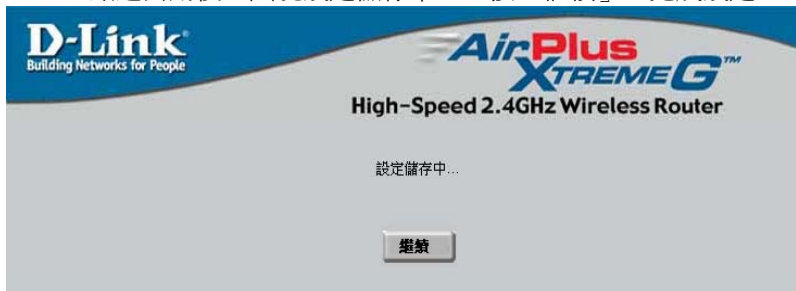 D-Link
Building Networks for People
AirPlus
XTREME G™
High-Speed 2.4GHz Wireless Router
設定儲存中...
繼續